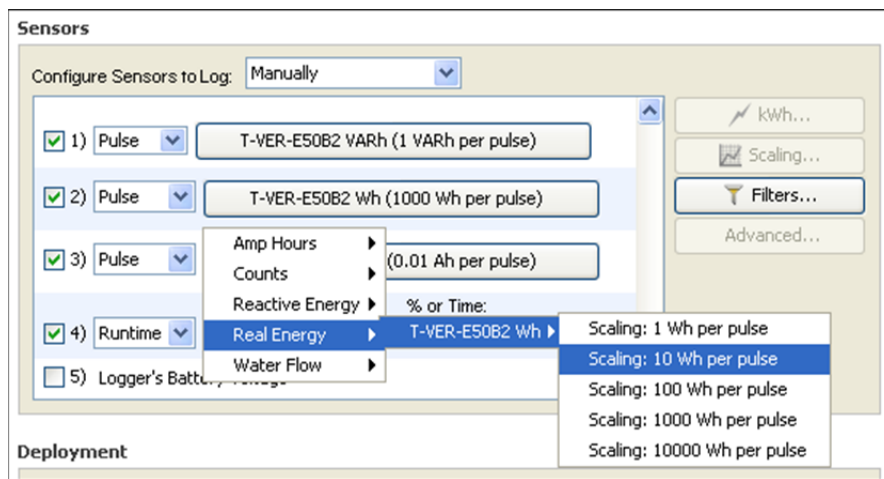 Sensors
Configure Sensors to Log: Manually
kWh...
1) Pulse T-VER-E50B2 VARh (1 VARh per pulse)
Scaling...
2) Pulse T-VER-E50B2 Wh (1000 Wh per pulse)
Filters...
Advanced...
3) Pulse (0.01 Ah per pulse)
Amp Hours
Counts
Reactive Energy
Real Energy
Water Flow
% or Time:
4) Runtime
T-VER-E50B2 Wh
Scaling: 1 Wh per pulse
Scaling: 10 Wh per pulse
Scaling: 100 Wh per pulse
Scaling: 1000 Wh per pulse
Scaling: 10000 Wh per pulse
5) Logger's Batt
Deployment